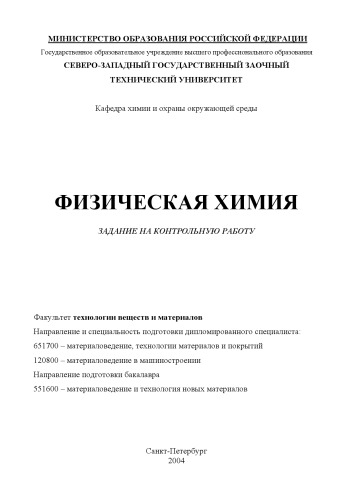 МИНИСТЕРСТВО ОБРАЗОВАНИЯ РОССИЙСКОЙ ФЕДЕРАЦИИ
Государственное образовательное учреждение высшего профессионального образования
СЕВЕРО-ЗАПАДНЫЙ ГОСУДАРСТВЕННЫЙ ЗАОЧНЫЙ
ТЕХНИЧЕСКИЙ УНИВЕРСИТЕТ
Кафедра химии и охраны окружающей среды
ФИЗИЧЕСКАЯ ХИМИЯ
ЗАДАНИЕ НА КОНТРОЛЬНУЮ РАБОТУ
Факультет технологии веществ и материалов
Направление и специальность подготовки дипломированного специалиста:
651700 – материаловедение, технологии материалов и покрытий
120800 – материаловедение в машиностроении
Направление подготовки бакалавра
551600 – материаловедение и технология новых материалов
Санкт-Петербург
2004